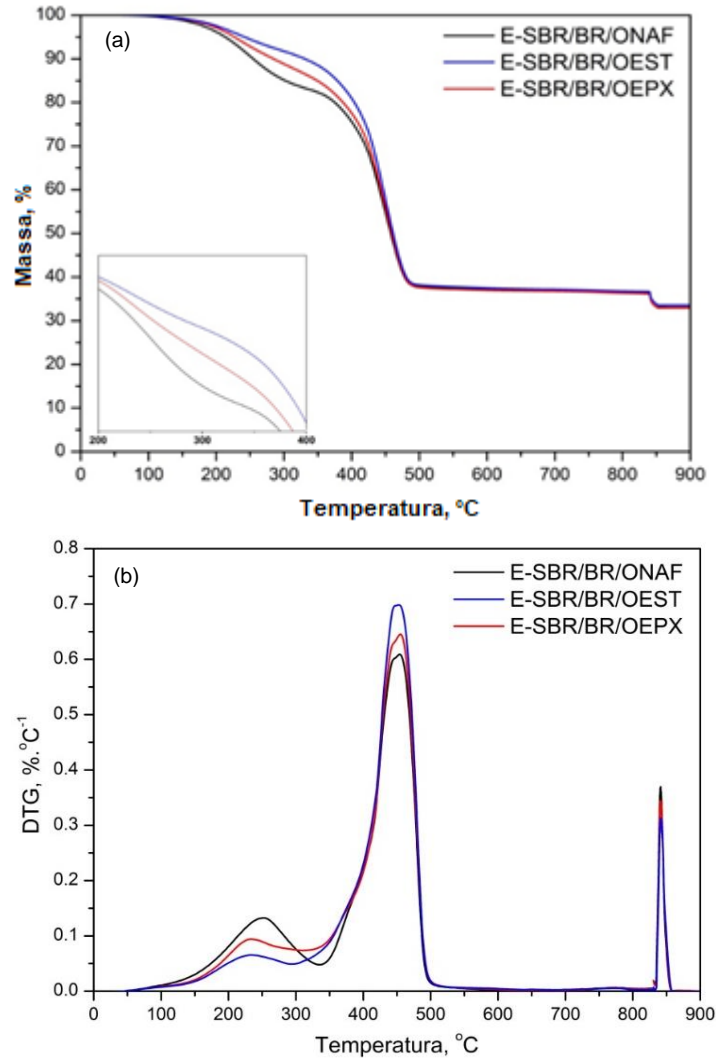 (a)
E-SBR/BR/ONAF
E-SBR/BR/OEST
E-SBR/BR/OEPX
Massa, %
100
90
80
70
60
50
40
30
20
10
0
200 300 400
0 100 200 300 400 500 600 700 800 900
Temperatura, ºC
(b)
E-SBR/BR/ONAF
E-SBR/BR/OEST
E-SBR/BR/OEPX
DTG, %.ºC⁻¹
0.8
0.7
0.6
0.5
0.4
0.3
0.2
0.1
0.0
0 100 200 300 400 500 600 700 800 900
Temperatura, ºC